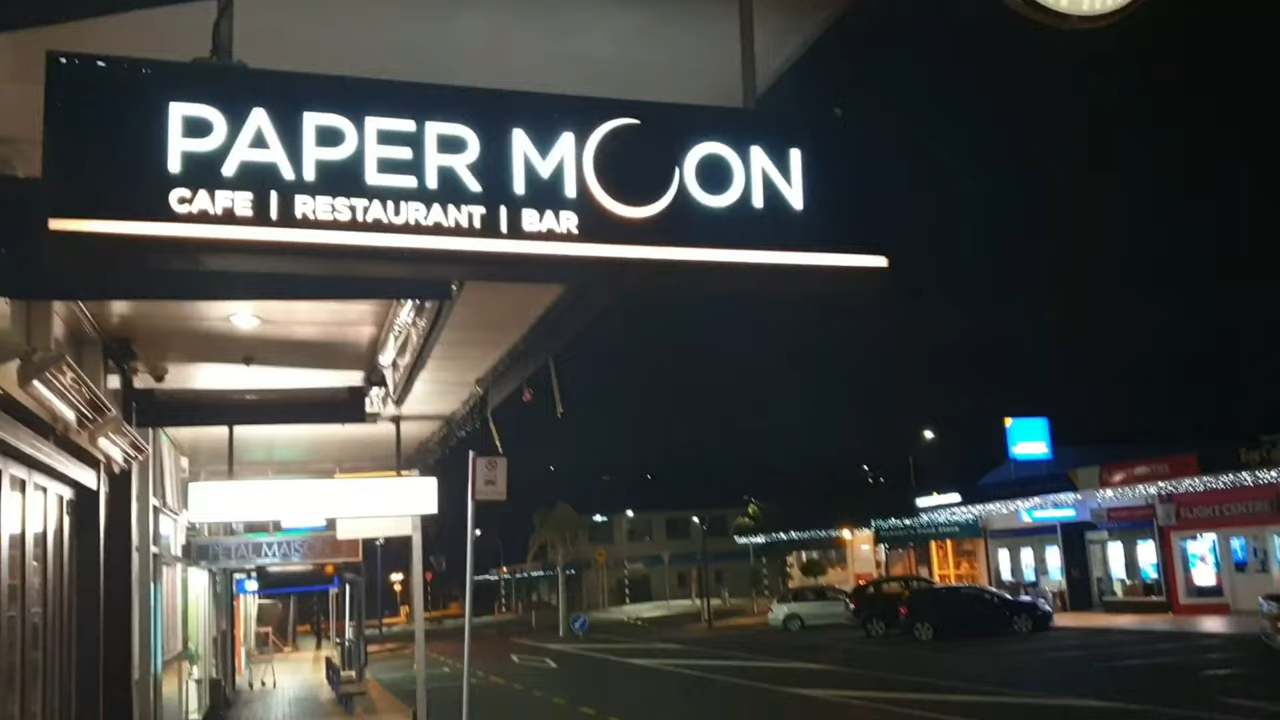 PAPER MOON
CAFE | RESTAURANT | BAR
PETAL MAISON
FLIGHT CENTRE